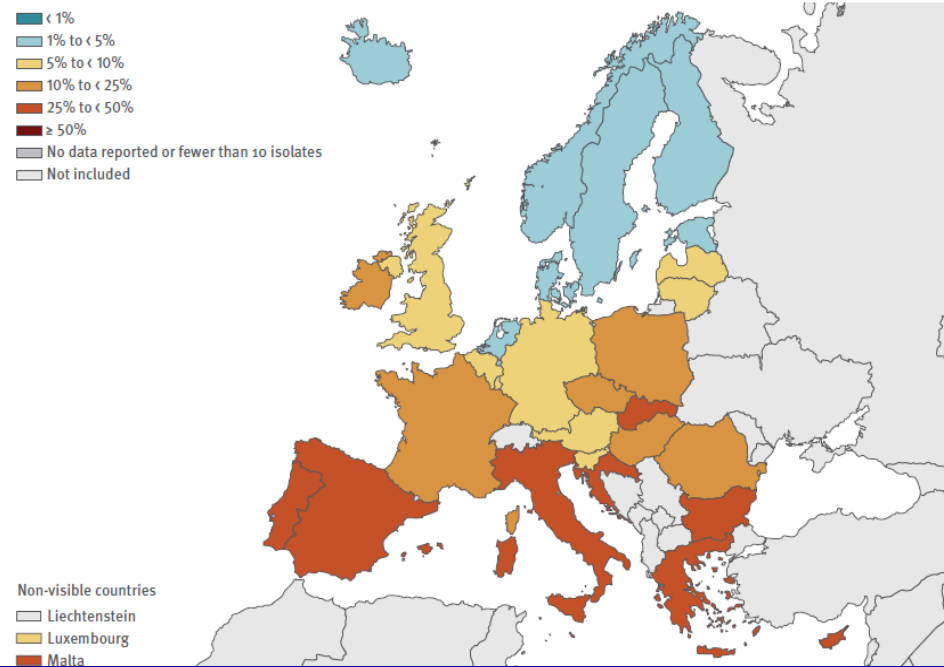 < 1%
1% to < 5%
5% to < 10%
10% to < 25%
25% to < 50%
≥ 50%
No data reported or fewer than 10 isolates
Not included
Non-visible countries
Liechtenstein
Luxembourg
Malta